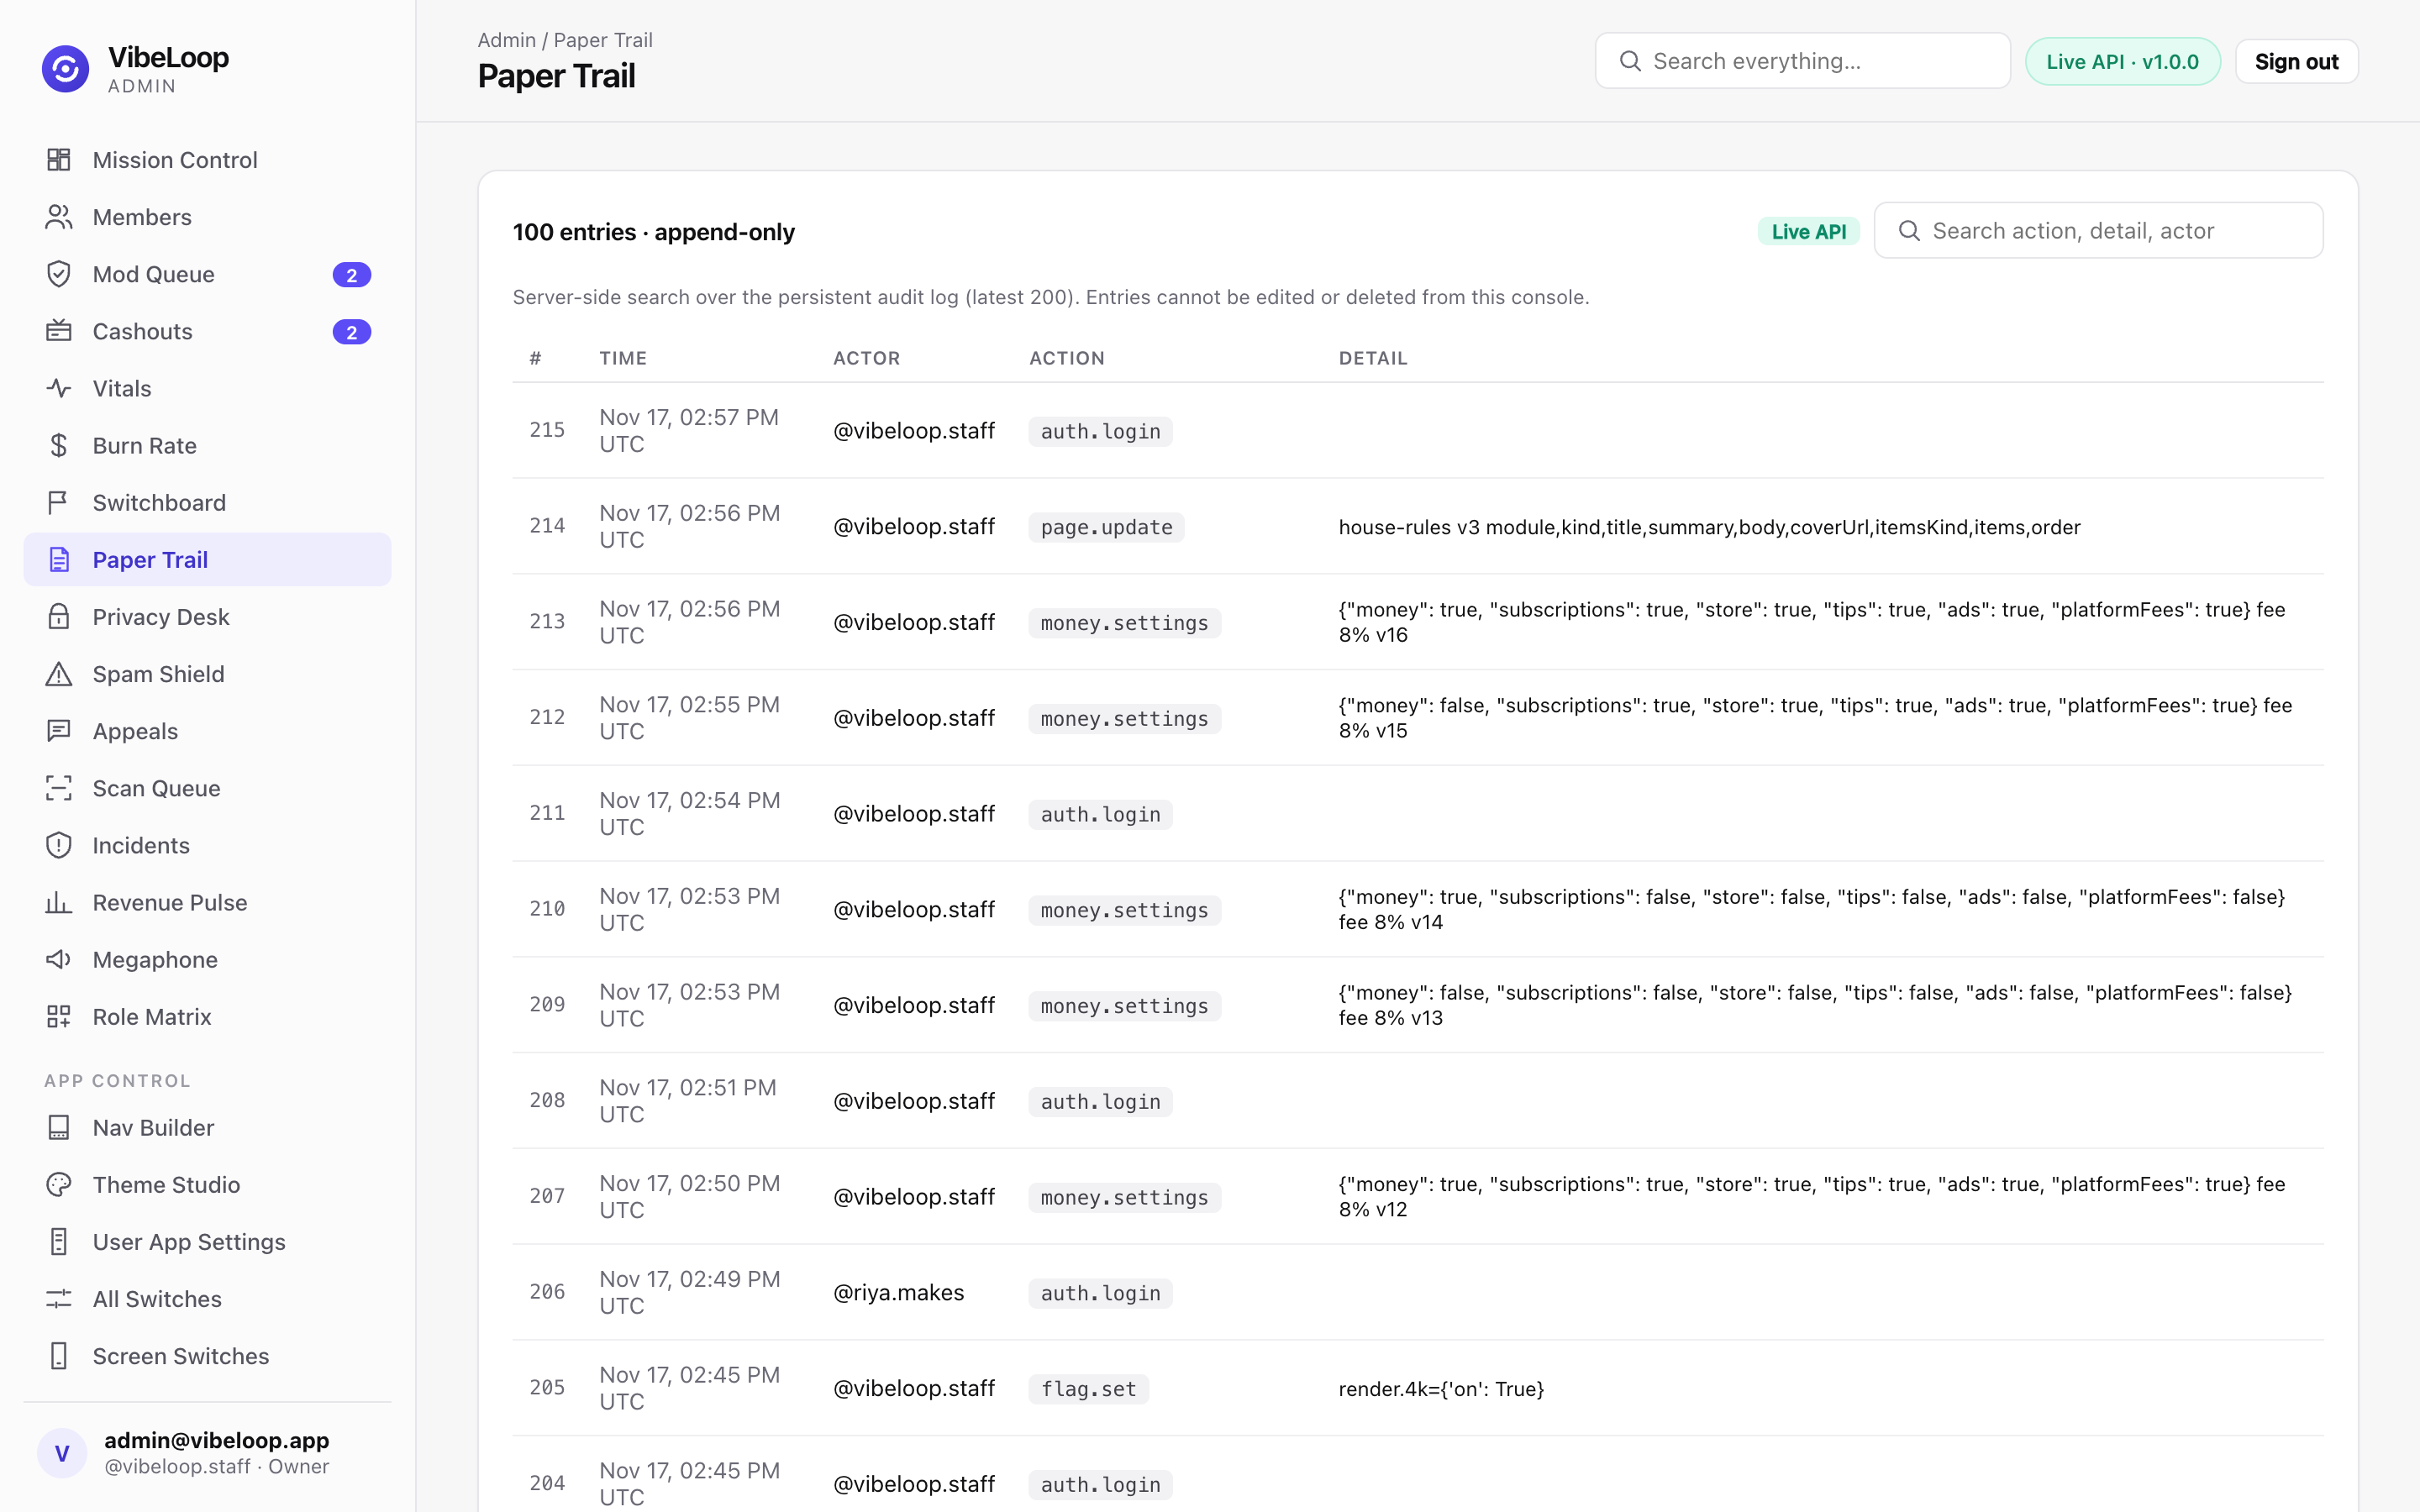 VibeLoop
ADMIN
Mission Control
Members
Mod Queue 2
Cashouts 2
Vitals
Burn Rate
Switchboard
Paper Trail
Privacy Desk
Spam Shield
Appeals
Scan Queue
Incidents
Revenue Pulse
Megaphone
Role Matrix
APP CONTROL
Nav Builder
Theme Studio
User App Settings
All Switches
Screen Switches
V
admin@vibeloop.app
@vibeloop.staff · Owner
Admin / Paper Trail
Paper Trail
Search everything...
Live API · v1.0.0
Sign out
100 entries · append-only
Live API
Search action, detail, actor
Server-side search over the persistent audit log (latest 200). Entries cannot be edited or deleted from this console.
# TIME ACTOR ACTION DETAIL
215 Nov 17, 02:57 PM UTC @vibeloop.staff auth.login
214 Nov 17, 02:56 PM UTC @vibeloop.staff page.update house-rules v3 module,kind,title,summary,body,coverUrl,itemsKind,items,order
213 Nov 17, 02:56 PM UTC @vibeloop.staff money.settings {"money": true, "subscriptions": true, "store": true, "tips": true, "ads": true, "platformFees": true} fee 8% v16
212 Nov 17, 02:55 PM UTC @vibeloop.staff money.settings {"money": false, "subscriptions": true, "store": true, "tips": true, "ads": true, "platformFees": true} fee 8% v15
211 Nov 17, 02:54 PM UTC @vibeloop.staff auth.login
210 Nov 17, 02:53 PM UTC @vibeloop.staff money.settings {"money": true, "subscriptions": false, "store": false, "tips": false, "ads": false, "platformFees": false} fee 8% v14
209 Nov 17, 02:53 PM UTC @vibeloop.staff money.settings {"money": false, "subscriptions": false, "store": false, "tips": false, "ads": false, "platformFees": false} fee 8% v13
208 Nov 17, 02:51 PM UTC @vibeloop.staff auth.login
207 Nov 17, 02:50 PM UTC @vibeloop.staff money.settings {"money": true, "subscriptions": true, "store": true, "tips": true, "ads": true, "platformFees": true} fee 8% v12
206 Nov 17, 02:49 PM UTC @riya.makes auth.login
205 Nov 17, 02:45 PM UTC @vibeloop.staff flag.set render.4k={'on': True}
204 Nov 17, 02:45 PM UTC @vibeloop.staff auth.login